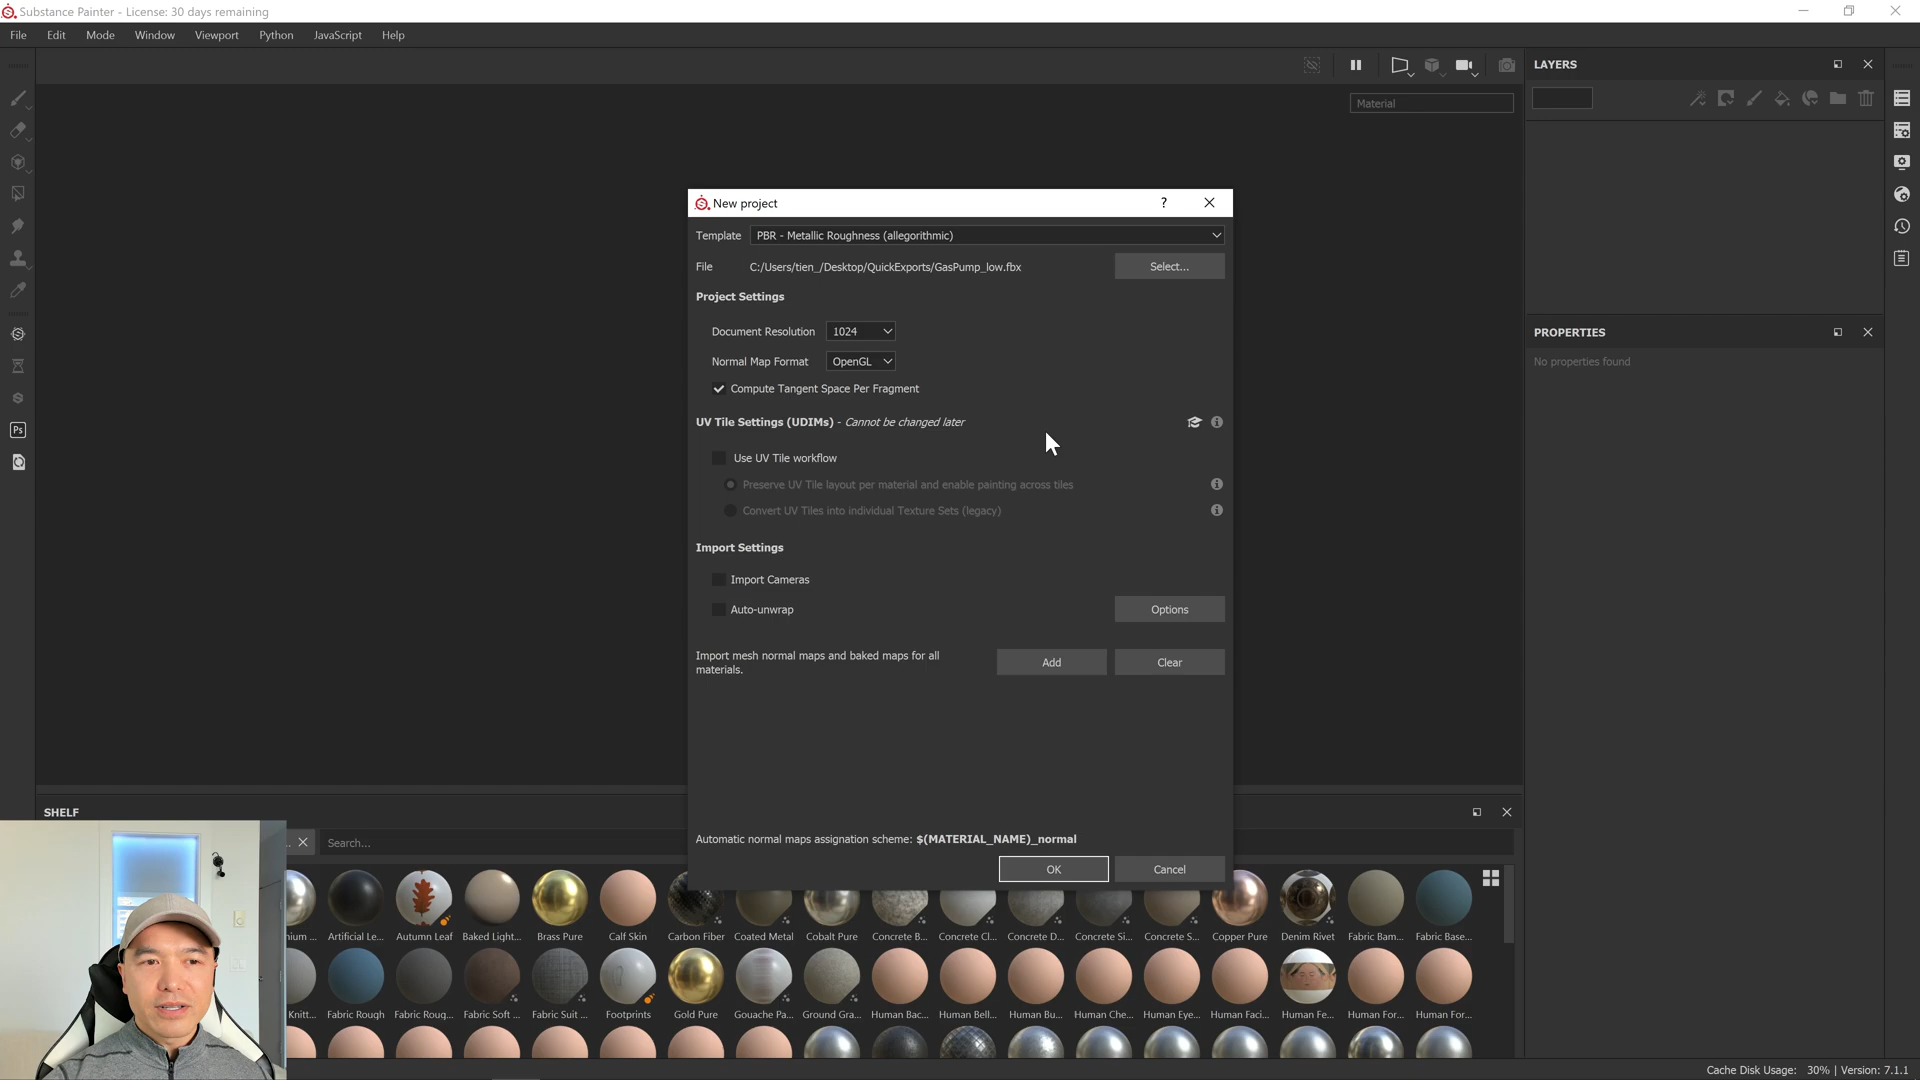 Substance Painter - License: 30 days remaining
File Edit Mode Window Viewport Python JavaScript Help
Material
LAYERS
PROPERTIES
No properties found
New project
?
Template PBR - Metallic Roughness (allegorithmic)
File C:/Users/tien_/Desktop/QuickExports/GasPump_low.fbx Select...
Project Settings
Document Resolution 1024
Normal Map Format OpenGL
Compute Tangent Space Per Fragment
UV Tile Settings (UDIMs) - Cannot be changed later
Use UV Tile workflow
Preserve UV Tile layout per material and enable painting across tiles
Convert UV Tiles into individual Texture Sets (legacy)
Import Settings
Import Cameras
Auto-unwrap Options
Import mesh normal maps and baked maps for all
materials.
Add Clear
Automatic normal maps assignation scheme: $(MATERIAL_NAME)_normal
OK Cancel
Ps
SHELF
Search...
nium ... Artificial Le... Autumn Leaf Baked Light... Brass Pure Calf Skin Carbon Fiber Coated Metal Cobalt Pure Concrete B... Concrete Cl... Concrete D... Concrete Si... Concrete S... Copper Pure Denim Rivet Fabric Bam... Fabric Base...
Knitt... Fabric Rough Fabric Roug... Fabric Soft ... Fabric Suit ... Footprints Gold Pure Gouache Pa... Ground Gra... Human Bac... Human Bell... Human Bu... Human Che... Human Eye... Human Faci... Human Fe... Human For... Human For...
Cache Disk Usage: 30% | Version: 7.1.1